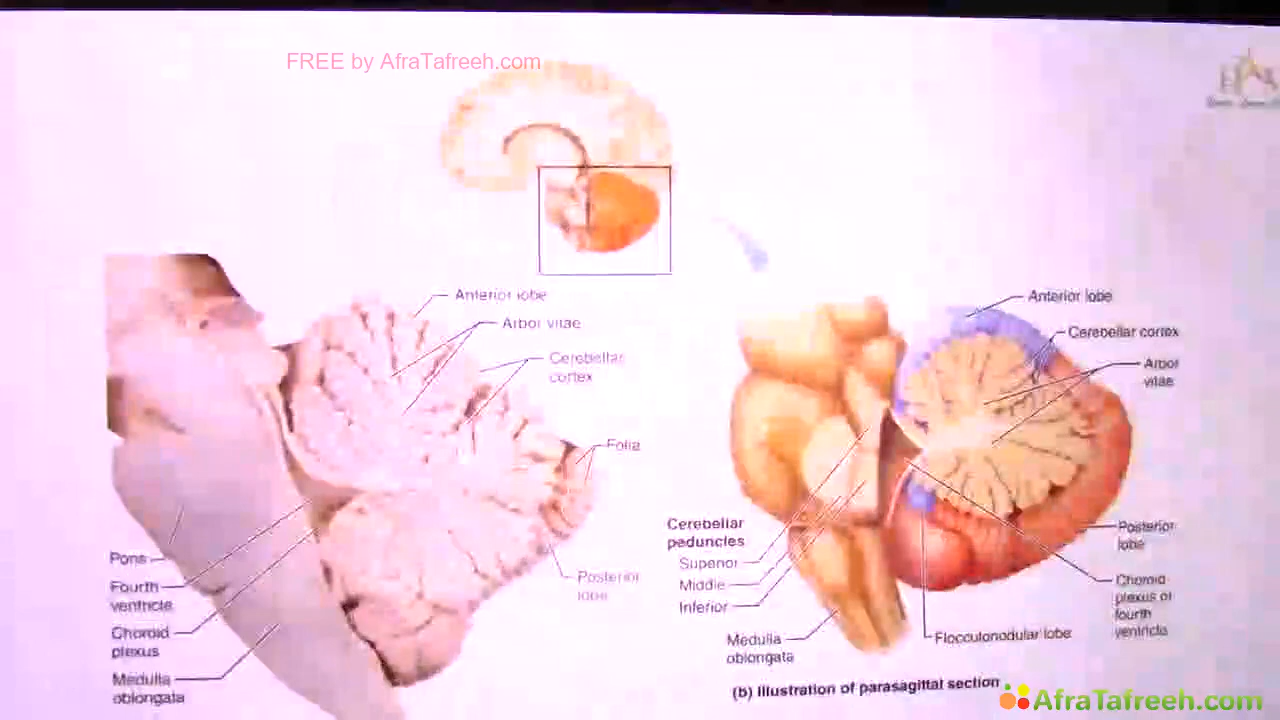 FREE by AfraTafreeh.com
Anterior lobe
Arbor vitae
Cerebellar
cortex
Folia
Posterior
lobe
Pons
Fourth
ventricle
Choroid
plexus
Medulla
oblongata
Anterior lobe
Cerebellar cortex
Arbor
vitae
Cerebellar
peduncles
Superior
Middle
Inferior
Medulla
oblongata
Posterior
lobe
Choroid
plexus of
fourth
ventricle
Flocculonodular lobe
(b) Illustration of parasagittal section
AfraTafreeh.com